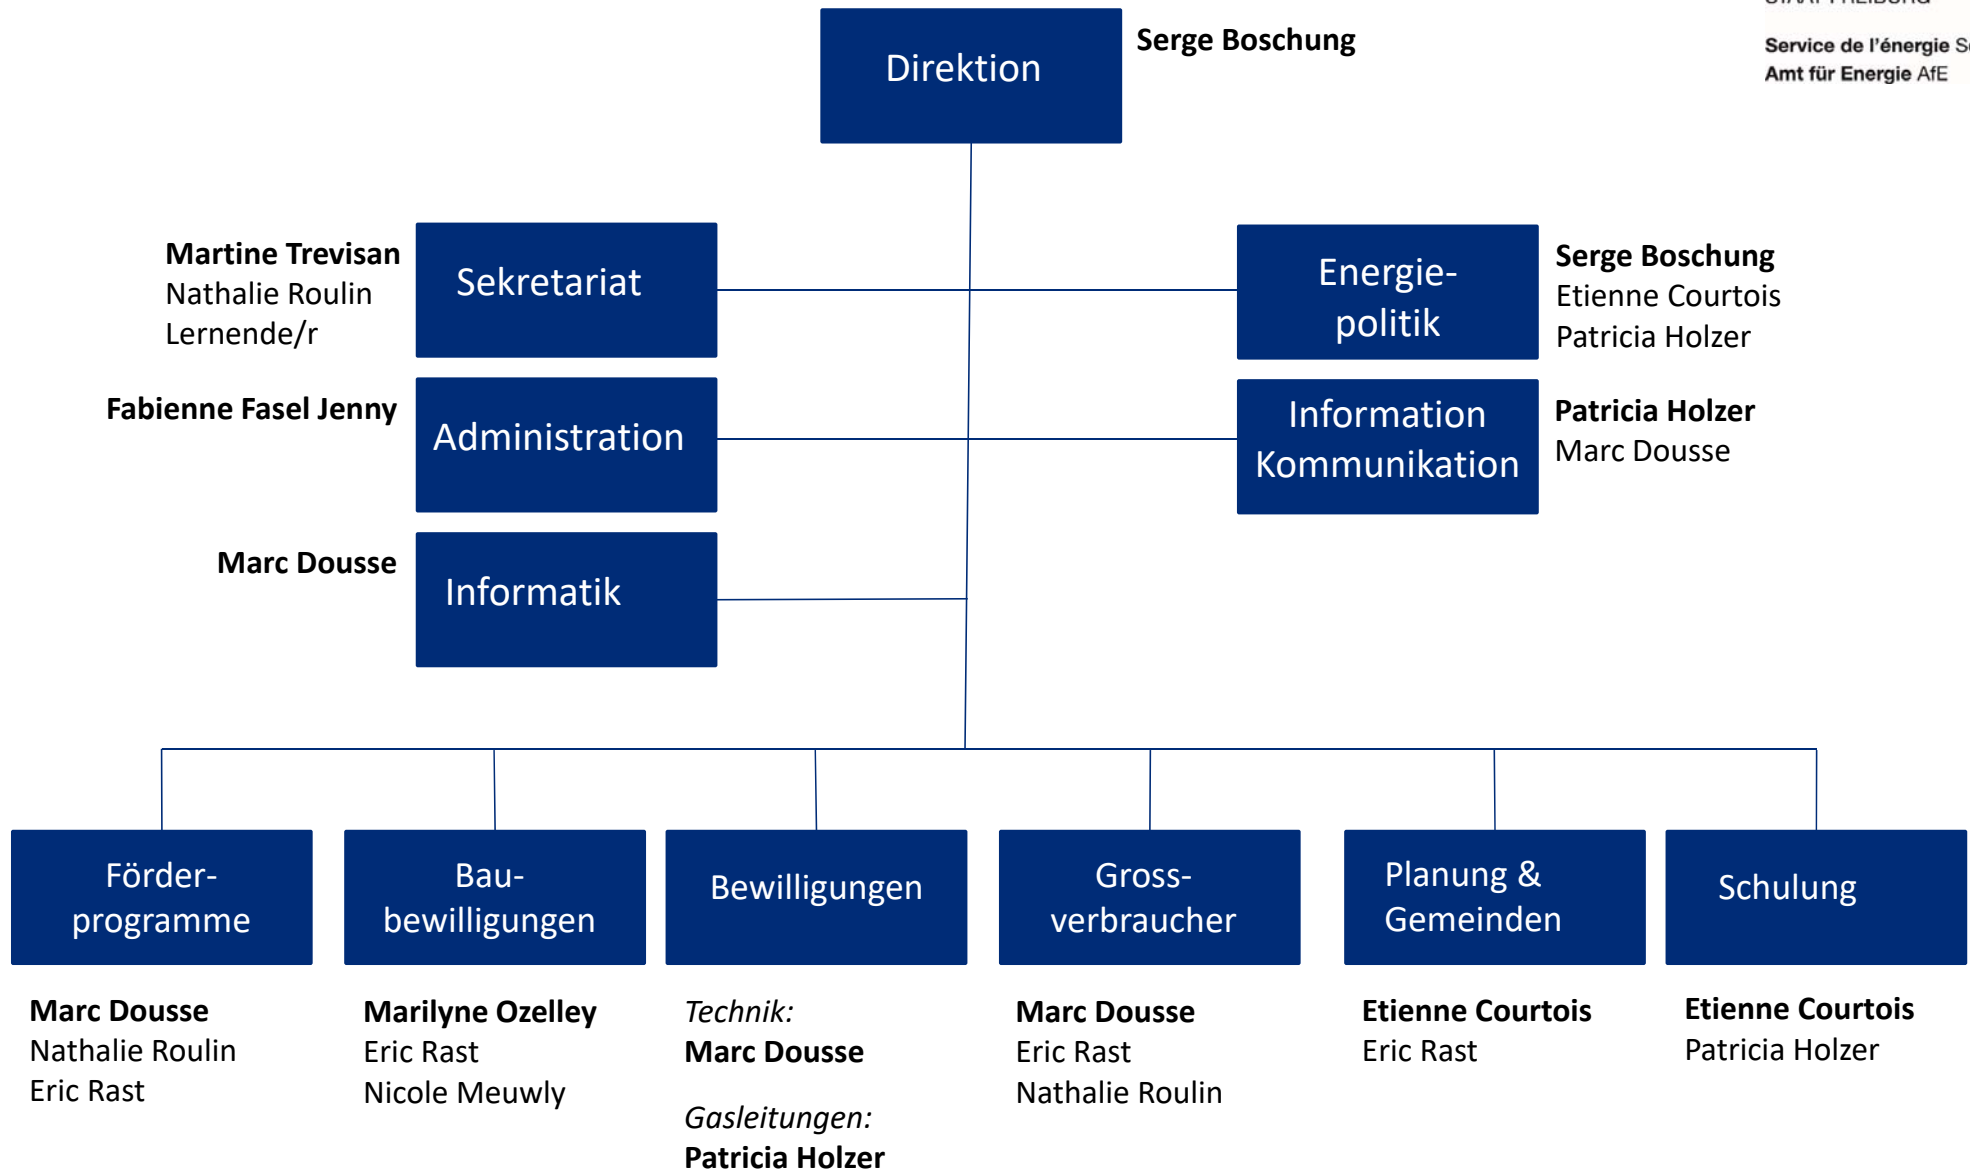 Service de l'énergie
Amt für Energie AfE
Direktion
Serge Boschung
Martine Trevisan
Nathalie Roulin
Lernende/r
Sekretariat
Energie-
politik
Serge Boschung
Etienne Courtois
Patricia Holzer
Fabienne Fasel Jenny
Administration
Information
Kommunikation
Patricia Holzer
Marc Dousse
Marc Dousse
Informatik
Förder-
programme
Marc Dousse
Nathalie Roulin
Eric Rast
Bau-
bewilligungen
Marilyne Ozelley
Eric Rast
Nicole Meuwly
Bewilligungen
Technik:
Marc Dousse
Gasleitungen:
Patricia Holzer
Gross-
verbraucher
Marc Dousse
Eric Rast
Nathalie Roulin
Planung &
Gemeinden
Etienne Courtois
Eric Rast
Schulung
Etienne Courtois
Patricia Holzer